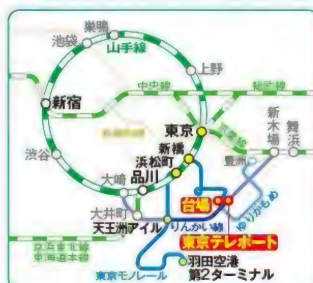 巣鴨
池袋
山手線
上野
中央線
総武線
新宿
東京
新橋
浜松町
品川
渋谷
大崎
大井町
天王洲アイル
りんかい線
台場
東京テレポート
豊洲
新木場
舞浜
ゆりかもめ
京浜東北線
東海道本線
東京モノレール
羽田空港
第2ターミナル